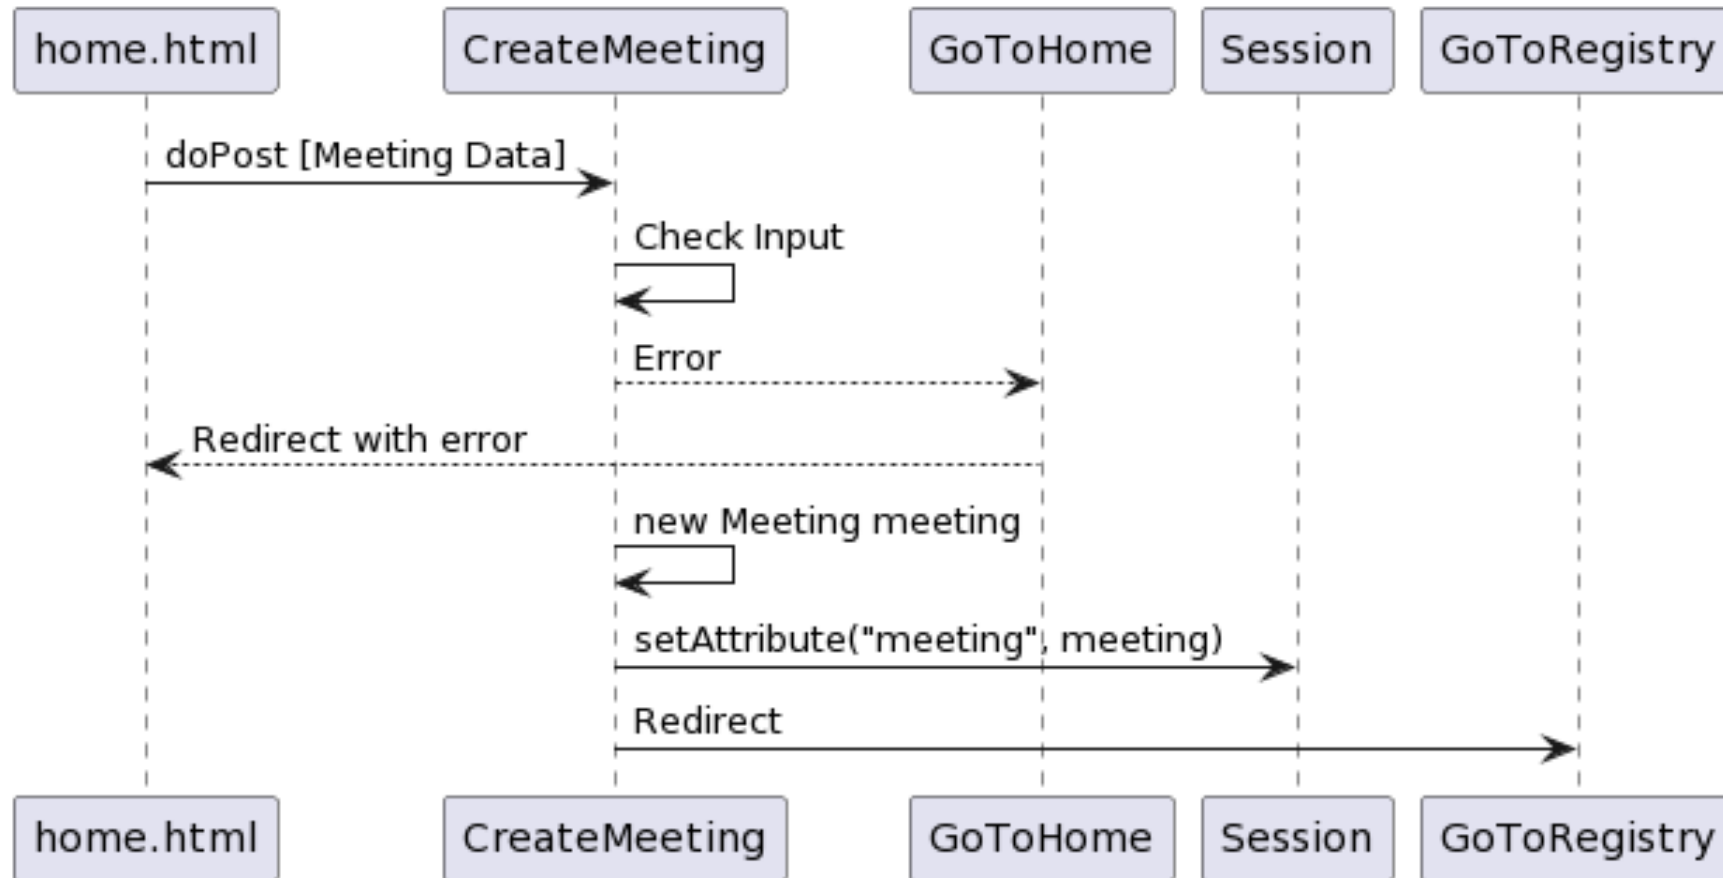 home.html
CreateMeeting
GoToHome
Session
GoToRegistry
doPost [Meeting Data]
Check Input
Error
Redirect with error
new Meeting meeting
setAttribute("meeting", meeting)
Redirect
home.html
CreateMeeting
GoToHome
Session
GoToRegistry